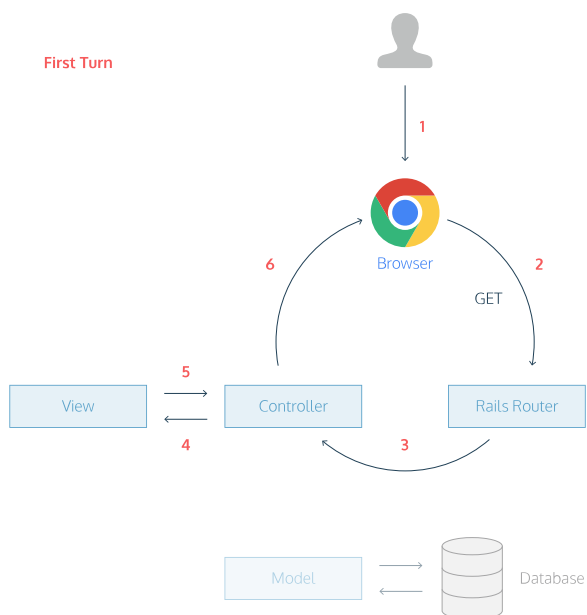 First Turn
1
Browser
6
2
GET
5
View
Controller
Rails Router
4
3
Model
Database